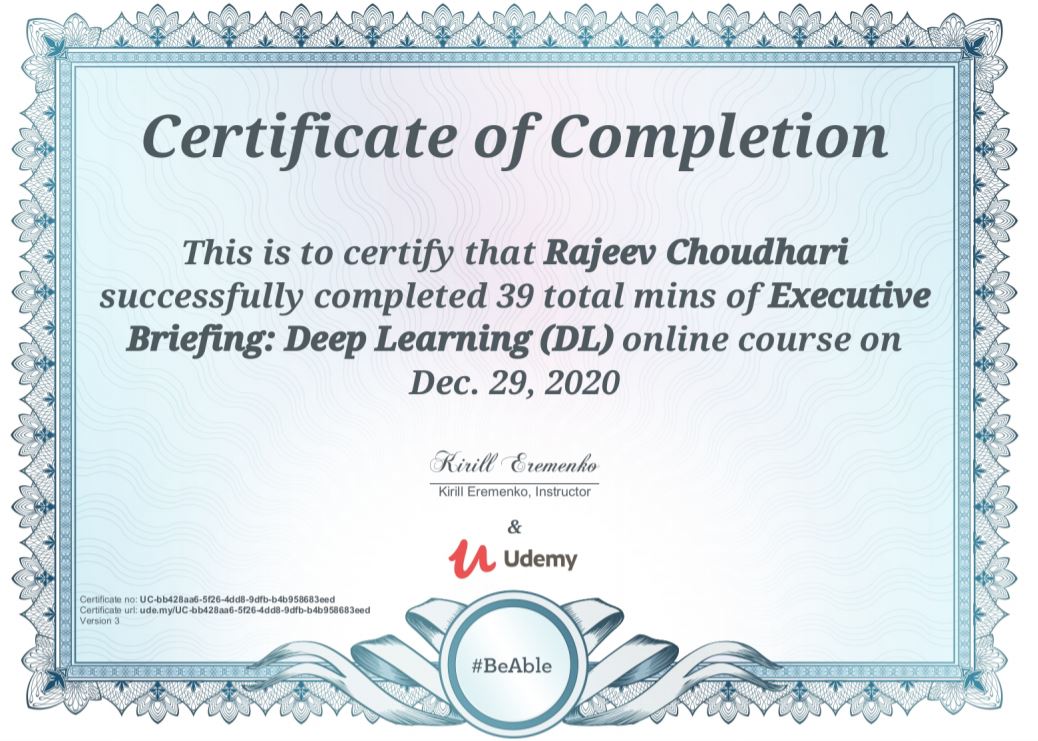 Certificate of Completion
This is to certify that Rajeev Choudhari
successfully completed 39 total mins of Executive
Briefing: Deep Learning (DL) online course on
Dec. 29, 2020
Kirill Eremenko
Kirill Eremenko, Instructor
&
Udemy
Certificate no: UC-bb428aa6-5f26-4dd8-9dfb-b4b958683eed
Certificate url: ude.my/UC-bb428aa6-5f26-4dd8-9dfb-b4b958683eed
Version 3
#BeAble